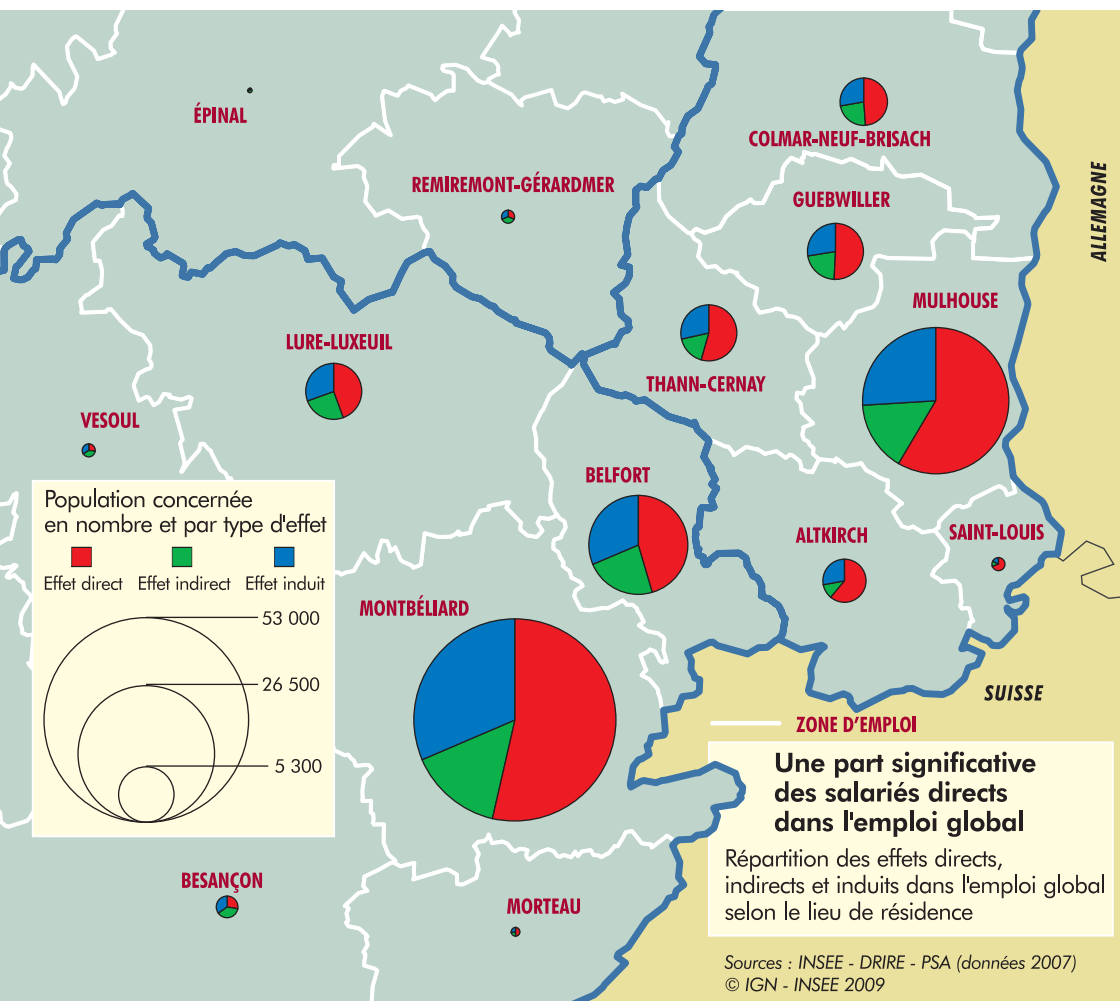 ÉPINAL
COLMAR-NEUF-BRISACH
REMIREMONT-GÉRARDMER
GUEBWILLER
ALLEMAGNE
MULHOUSE
LURE-LUXEUIL
THANN-CERNAY
VESOUL
BELFORT
ALTKIRCH
SAINT-LOUIS
Population concernée
en nombre et par type d'effet
Effet direct Effet indirect Effet induit
53 000
26 500
5 300
MONTBÉLIARD
SUISSE
ZONE D'EMPLOI
Une part significative
des salariés directs
dans l'emploi global
Répartition des effets directs,
indirects et induits dans l'emploi global
selon le lieu de résidence
BESANÇON
MORTEAU
Sources : INSEE - DRIRE - PSA (données 2007)
© IGN - INSEE 2009